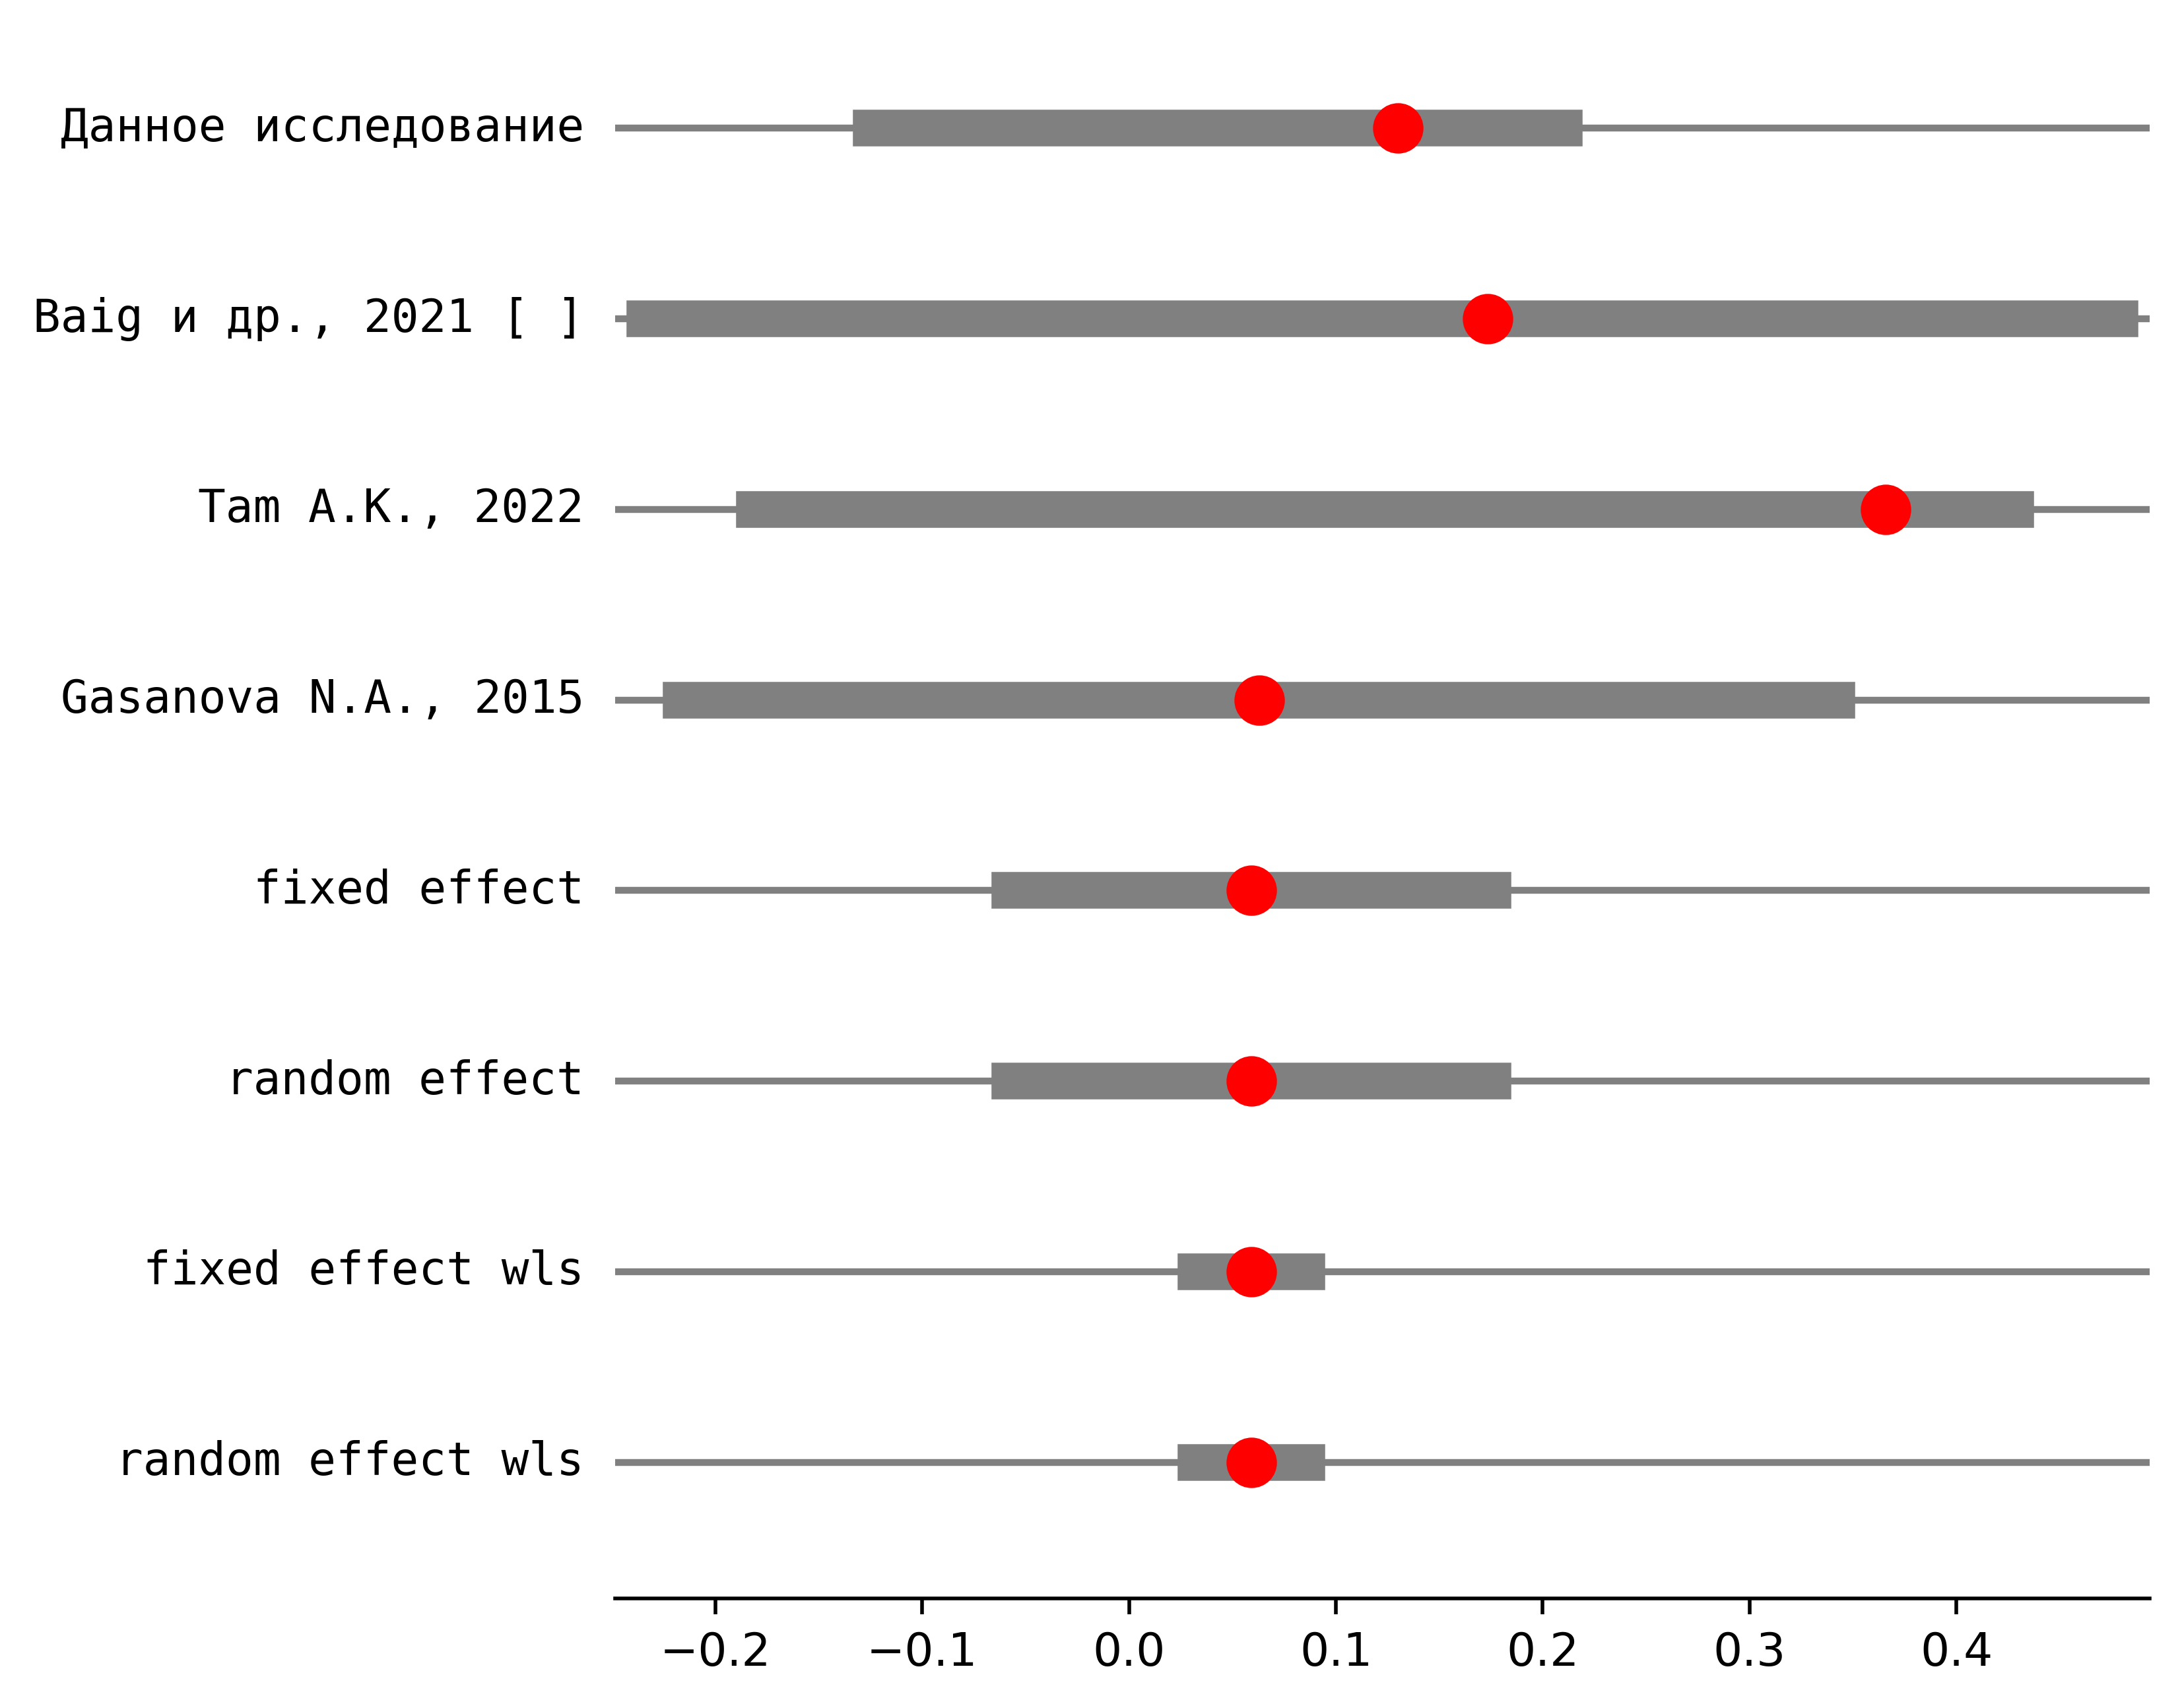 Данное исследование
Baig и др., 2021 [ ]
Tam A.K., 2022
Gasanova N.A., 2015
fixed effect
random effect
fixed effect wls
random effect wls
−0.2 −0.1 0.0 0.1 0.2 0.3 0.4